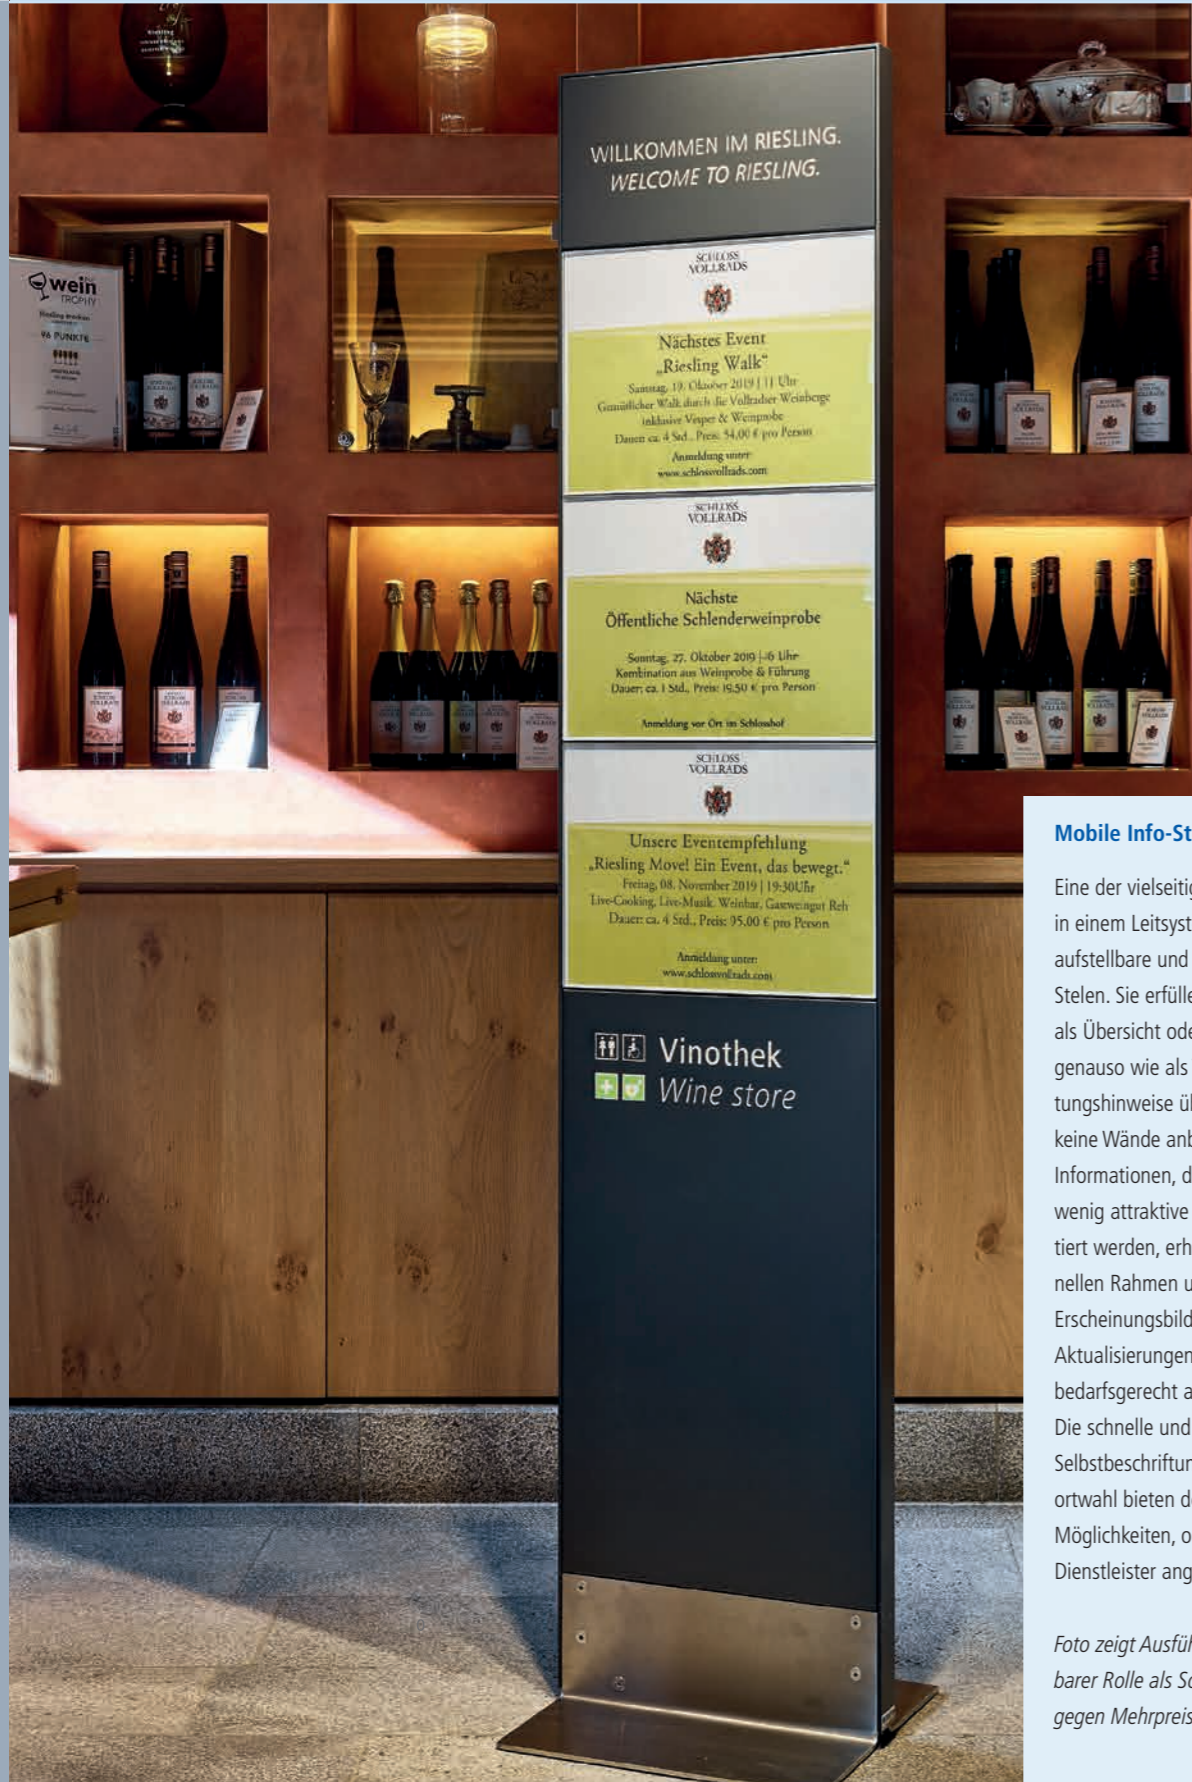 WILLKOMMEN IM RIESLING.
WELCOME TO RIESLING.
SCHLOSS
VOLLRADS
Nächstes Event
„Riesling Walk“
Samstag, 19. Oktober 2019 | 11 Uhr
Gemütlicher Walk durch die Vollradser Weinberge
inklusive Vesper & Weinprobe
Dauer: ca. 4 Std., Preis: 54,00 € pro Person
Anmeldung unter:
www.schlossvollrads.com
SCHLOSS
VOLLRADS
Nächste
Öffentliche Schlenderweinprobe
Sonntag, 27. Oktober 2019 | 16 Uhr
Kombination aus Weinprobe & Führung
Dauer: ca. 1 Std., Preis: 19,50 € pro Person
Anmeldung vor Ort im Schlosshof
SCHLOSS
VOLLRADS
Unsere Eventempfehlung
„Riesling Move! Ein Event, das bewegt.“
Freitag, 08. November 2019 | 19:30Uhr
Live-Cooking, Live-Musik, Weinbar, Gastweingut Reh
Dauer: ca. 4 Std., Preis: 95,00 € pro Person
Anmeldung unter:
www.schlossvollrads.com
Vinothek
Wine store
wein
TROPHY
Riesling trocken
96 PUNKTE
Mobile Info-St
Eine der vielseitig
in einem Leitsyst
aufstellbare und
Stelen. Sie erfülle
als Übersicht ode
genauso wie als
tungshinweise üb
keine Wände anb
Informationen, d
wenig attraktive
tiert werden, erh
nellen Rahmen u
Erscheinungsbild
Aktualisierungen
bedarfsgerecht a
Die schnelle und
Selbstbeschriftun
ortwahl bieten de
Möglichkeiten, o
Dienstleister ang
Foto zeigt Ausfüh
barer Rolle als So
gegen Mehrpreis